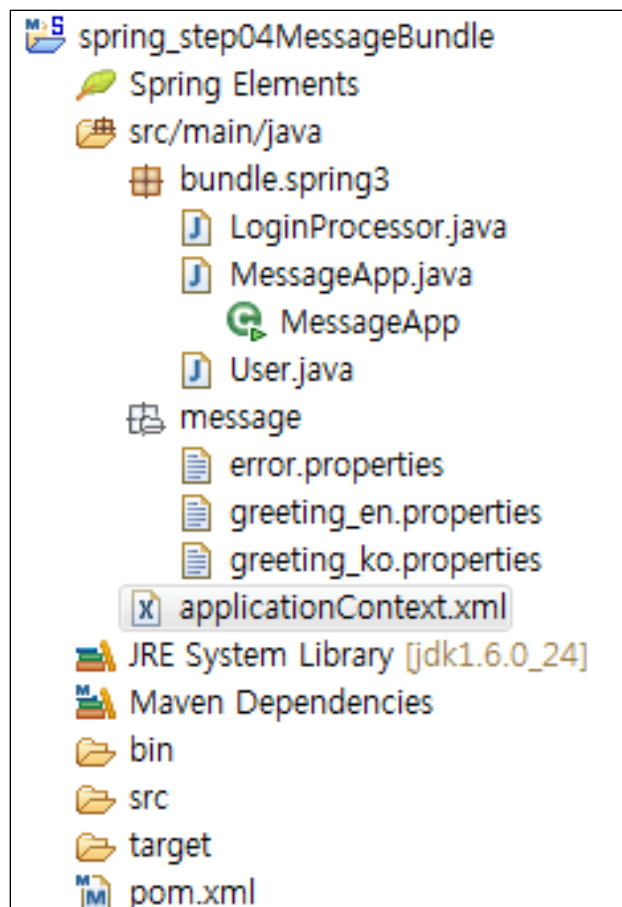 spring_step04MessageBundle
Spring Elements
src/main/java
bundle.spring3
LoginProcessor.java
MessageApp.java
MessageApp
User.java
message
error.properties
greeting_en.properties
greeting_ko.properties
applicationContext.xml
JRE System Library [jdk1.6.0_24]
Maven Dependencies
bin
src
target
pom.xml